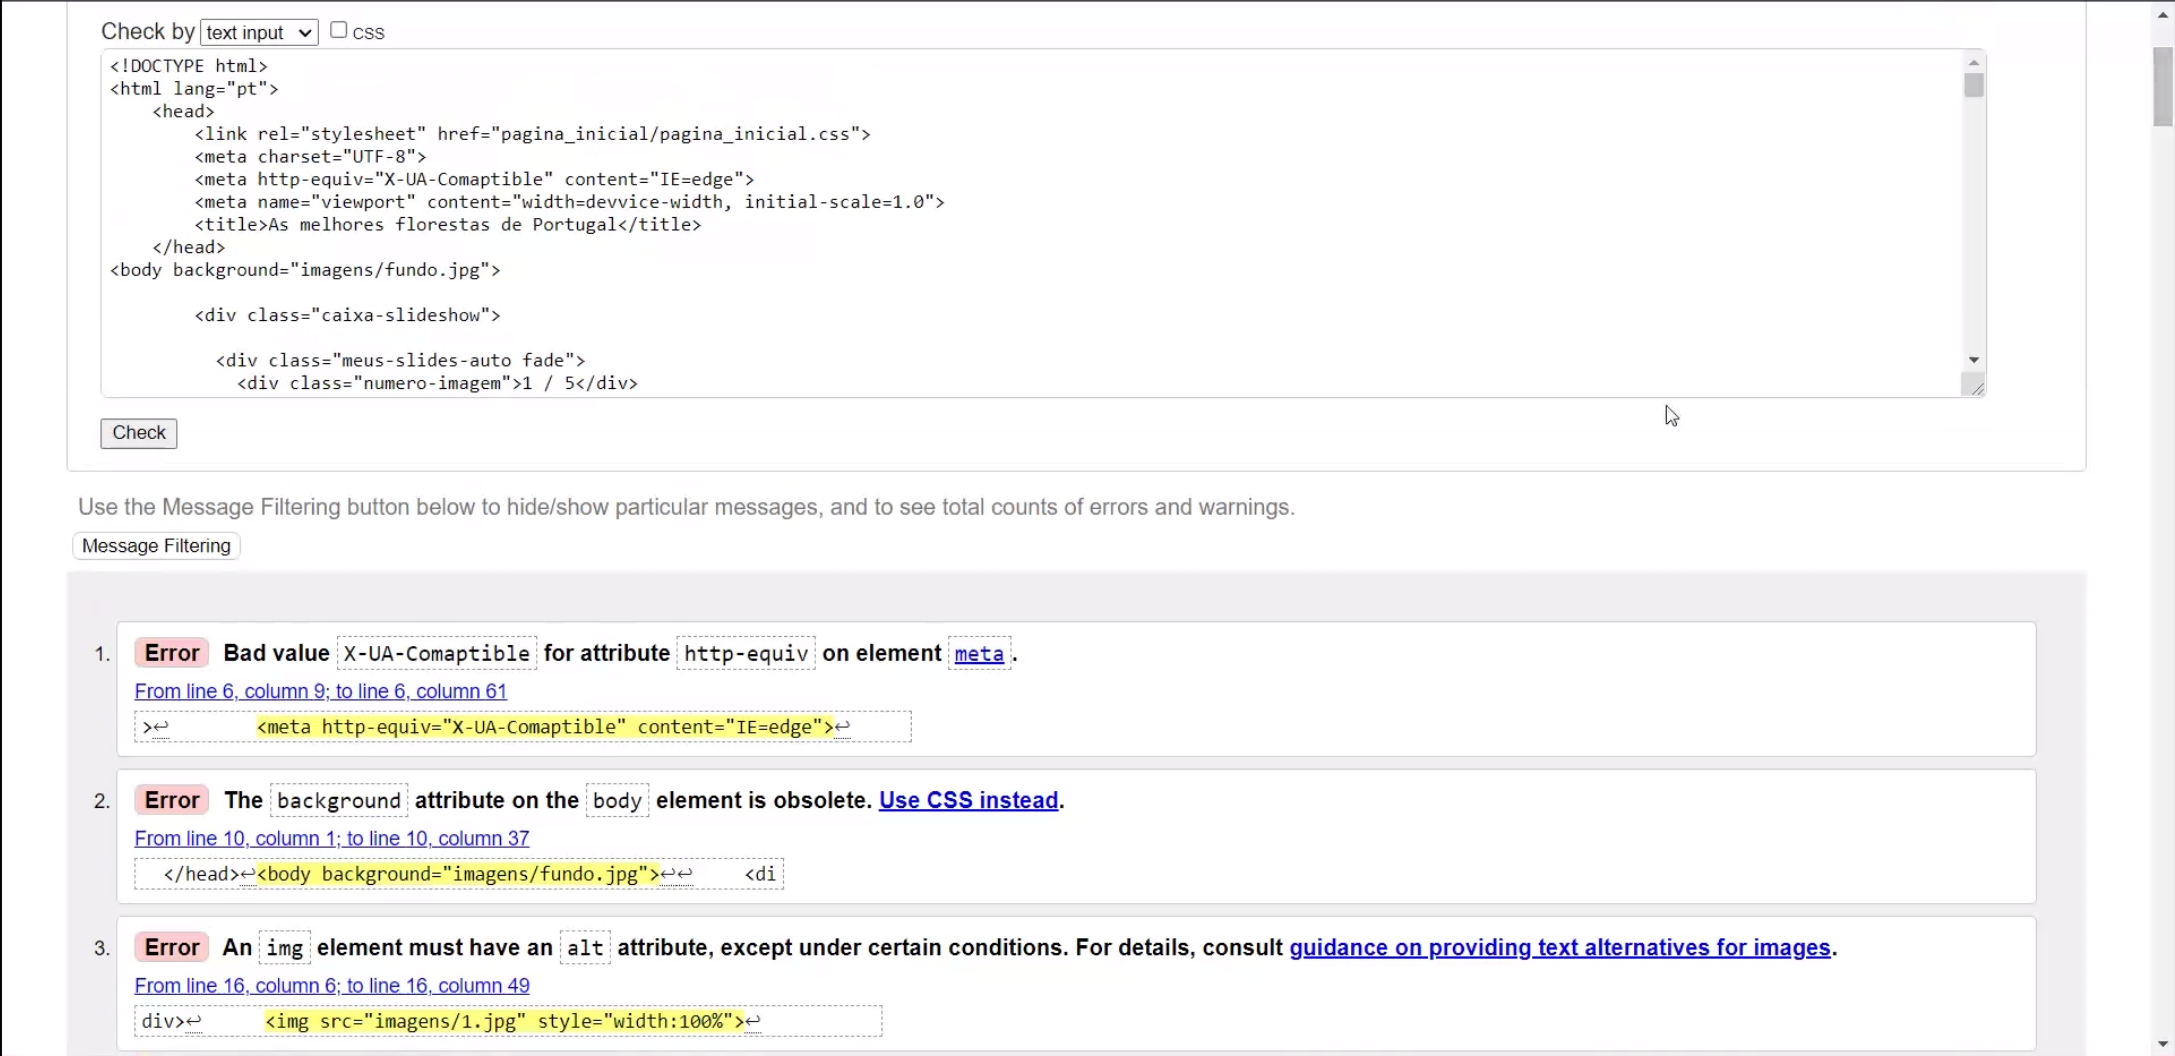 Check by text input CSS
<!DOCTYPE html>
<html lang="pt">
<head>
<link rel="stylesheet" href="pagina_inicial/pagina_inicial.css">
<meta charset="UTF-8">
<meta http-equiv="X-UA-Comaptible" content="IE=edge">
<meta name="viewport" content="width=devvice-width, initial-scale=1.0">
<title>As melhores florestas de Portugal</title>
</head>
<body background="imagens/fundo.jpg">
<div class="caixa-slideshow">
<div class="meus-slides-auto fade">
<div class="numero-imagem">1 / 5</div>
Check
Use the Message Filtering button below to hide/show particular messages, and to see total counts of errors and warnings.
Message Filtering
1. Error Bad value X-UA-Comaptible for attribute http-equiv on element meta.
From line 6, column 9; to line 6, column 61
>↩ <meta http-equiv="X-UA-Comaptible" content="IE=edge">↩
2. Error The background attribute on the body element is obsolete. Use CSS instead.
From line 10, column 1; to line 10, column 37
</head>↩<body background="imagens/fundo.jpg">↩↩ <di
3. Error An img element must have an alt attribute, except under certain conditions. For details, consult guidance on providing text alternatives for images.
From line 16, column 6; to line 16, column 49
div>↩ <img src="imagens/1.jpg" style="width:100%">↩